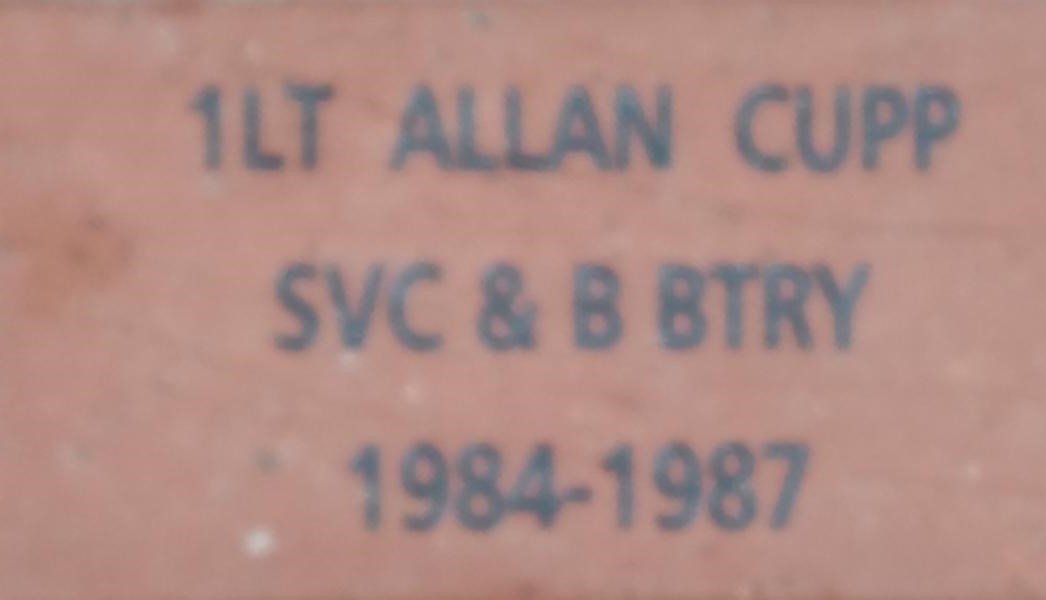 1LT ALLAN CUPP
SVC & B BTRY
1984-1987